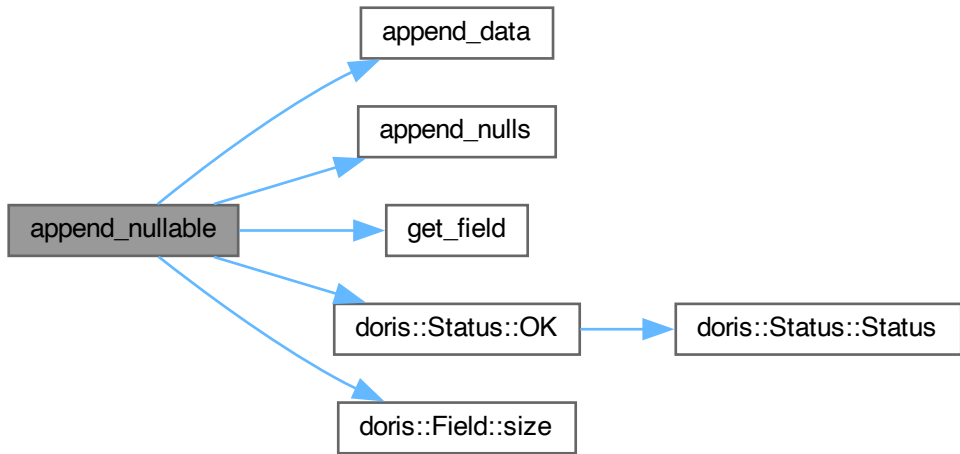 append_data
append_nulls
append_nullable
get_field
doris::Status::OK
doris::Status::Status
doris::Field::size